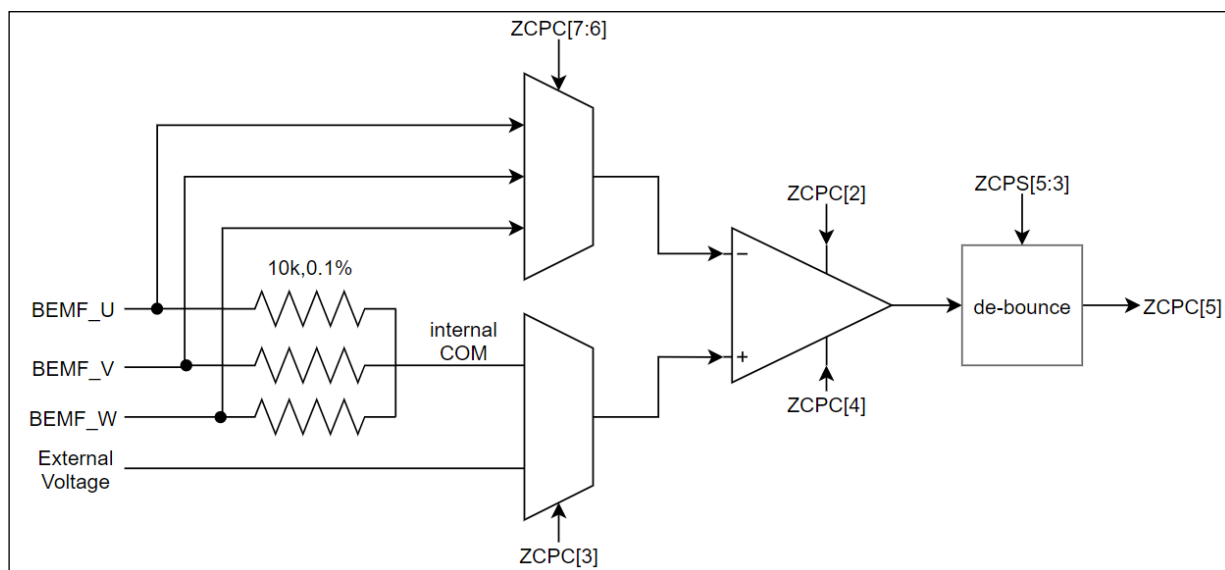 ZCPC[7:6]
ZCPC[2]
ZCPS[5:3]
10k,0.1%
BEMF_U
internal
COM
−
+
de-bounce
ZCPC[5]
BEMF_V
BEMF_W
ZCPC[4]
External
Voltage
ZCPC[3]